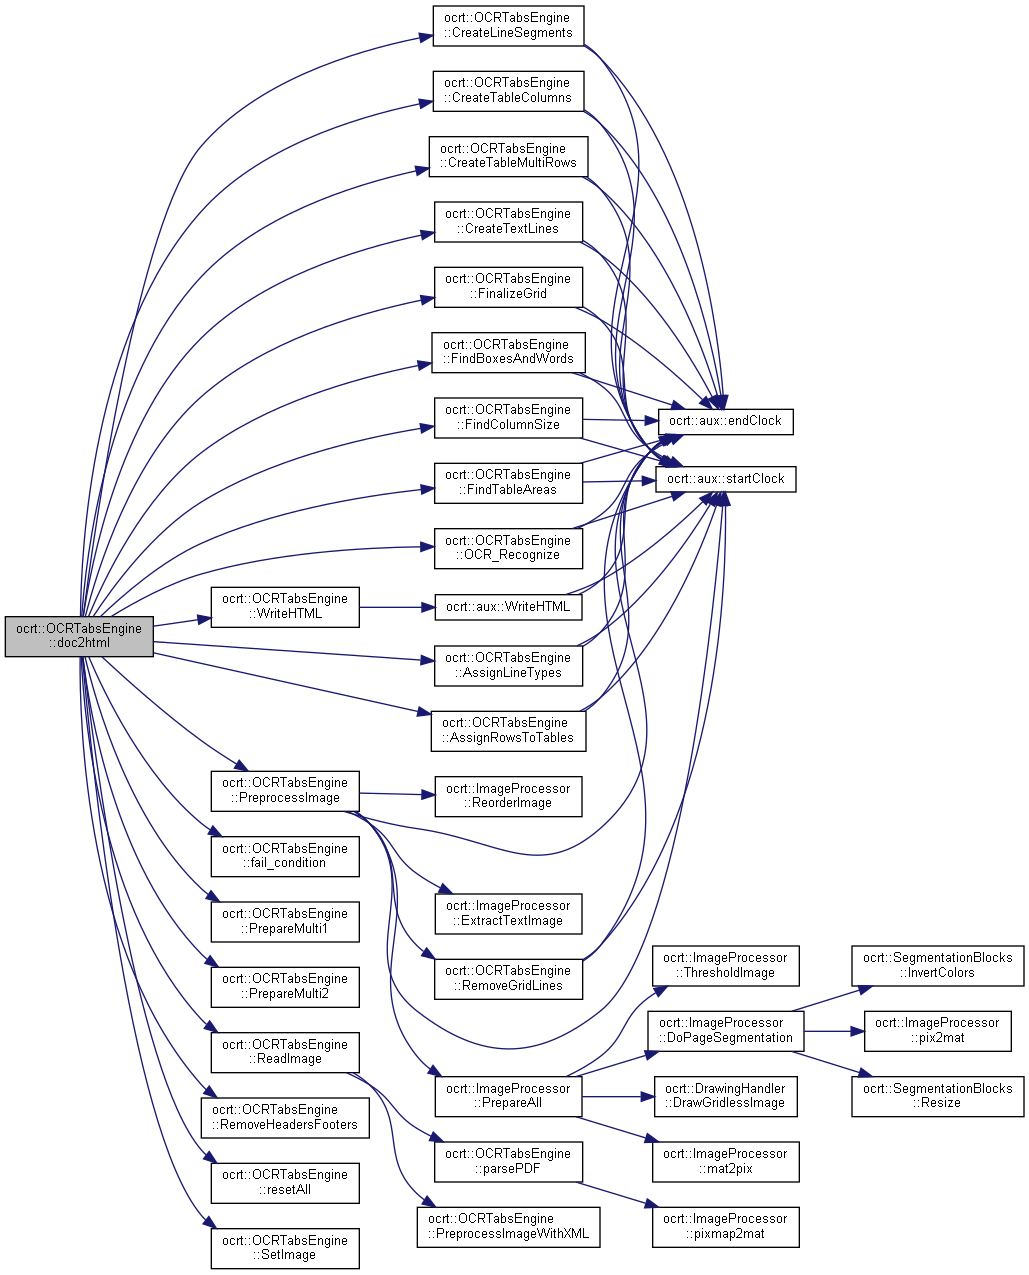 ocrt::OCRTabsEngine
::doc2html
ocrt::OCRTabsEngine
::CreateLineSegments
ocrt::OCRTabsEngine
::CreateTableColumns
ocrt::OCRTabsEngine
::CreateTableMultiRows
ocrt::OCRTabsEngine
::CreateTextLines
ocrt::OCRTabsEngine
::FinalizeGrid
ocrt::OCRTabsEngine
::FindBoxesAndWords
ocrt::OCRTabsEngine
::FindColumnSize
ocrt::OCRTabsEngine
::FindTableAreas
ocrt::OCRTabsEngine
::OCR_Recognize
ocrt::OCRTabsEngine
::WriteHTML
ocrt::aux::WriteHTML
ocrt::OCRTabsEngine
::AssignLineTypes
ocrt::OCRTabsEngine
::AssignRowsToTables
ocrt::aux::endClock
ocrt::aux::startClock
ocrt::OCRTabsEngine
::PreprocessImage
ocrt::ImageProcessor
::ReorderImage
ocrt::OCRTabsEngine
::fail_condition
ocrt::OCRTabsEngine
::PrepareMulti1
ocrt::ImageProcessor
::ExtractTextImage
ocrt::OCRTabsEngine
::PrepareMulti2
ocrt::OCRTabsEngine
::RemoveGridLines
ocrt::ImageProcessor
::ThresholdImage
ocrt::SegmentationBlocks
::InvertColors
ocrt::OCRTabsEngine
::ReadImage
ocrt::ImageProcessor
::DoPageSegmentation
ocrt::ImageProcessor
::pix2mat
ocrt::ImageProcessor
::PrepareAll
ocrt::DrawingHandler
::DrawGridlessImage
ocrt::SegmentationBlocks
::Resize
ocrt::OCRTabsEngine
::RemoveHeadersFooters
ocrt::OCRTabsEngine
::parsePDF
ocrt::ImageProcessor
::mat2pix
ocrt::OCRTabsEngine
::resetAll
ocrt::OCRTabsEngine
::PreprocessImageWithXML
ocrt::ImageProcessor
::pixmap2mat
ocrt::OCRTabsEngine
::SetImage